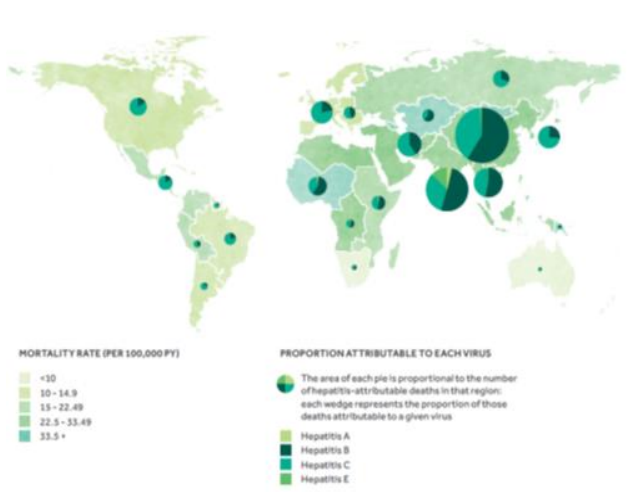 MORTALITY RATE (PER 100,000 PY)
<10
10 - 14.9
15 - 22.49
22.5 - 33.49
33.5 +
PROPORTION ATTRIBUTABLE TO EACH VIRUS
The area of each pie is proportional to the number
of hepatitis-attributable deaths in that region:
each wedge represents the proportion of those
deaths attributable to a given virus
Hepatitis A
Hepatitis B
Hepatitis C
Hepatitis E